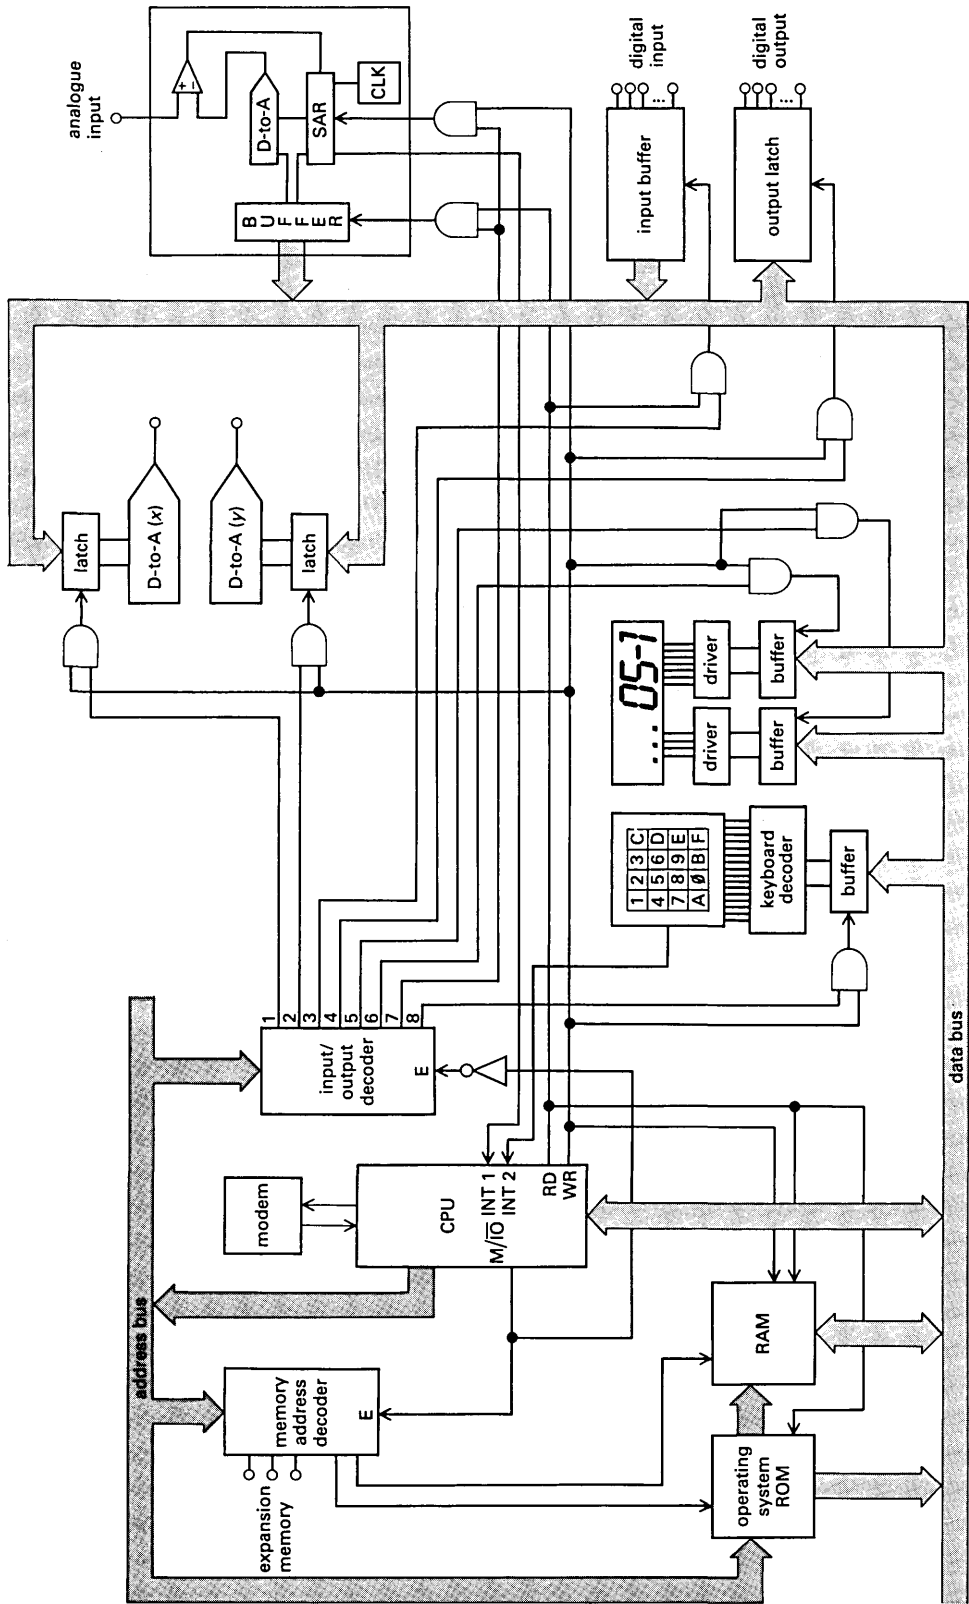 analogue
input
D-to-A
SAR
CLK
BUFFER
+
−
digital
input
...
input buffer
digital
output
...
output latch
latch
D-to-A (x)
D-to-A (y)
latch
1
2
3
4
5
6
7
8
input/
output
decoder
E
...05-1
driver
driver
buffer
buffer
1 2 3 C
4 5 6 D
7 8 9 E
A 0 B F
keyboard
decoder
buffer
modem
CPU
M/IO
INT 1
INT 2
RD
WR
address bus
memory
address
decoder
E
expansion
memory
RAM
operating
system
ROM
data bus